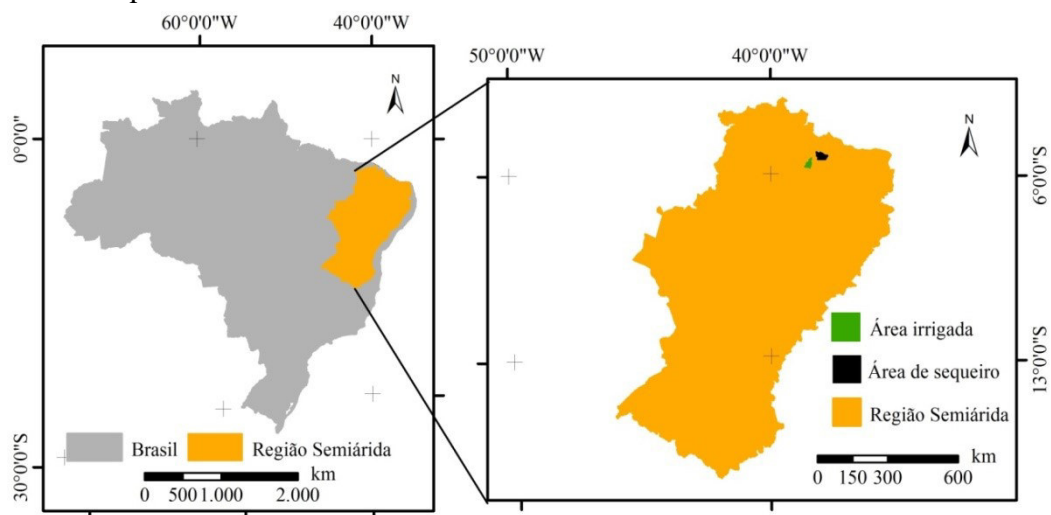 60°0'0"W
40°0'0"W
N
0°0'0"
30°0'0"S
Brasil
Região Semiárida
km
0 500 1.000 2.000
50°0'0"W
40°0'0"W
N
6°0'0"S
13°0'0"S
Área irrigada
Área de sequeiro
Região Semiárida
km
0 150 300 600